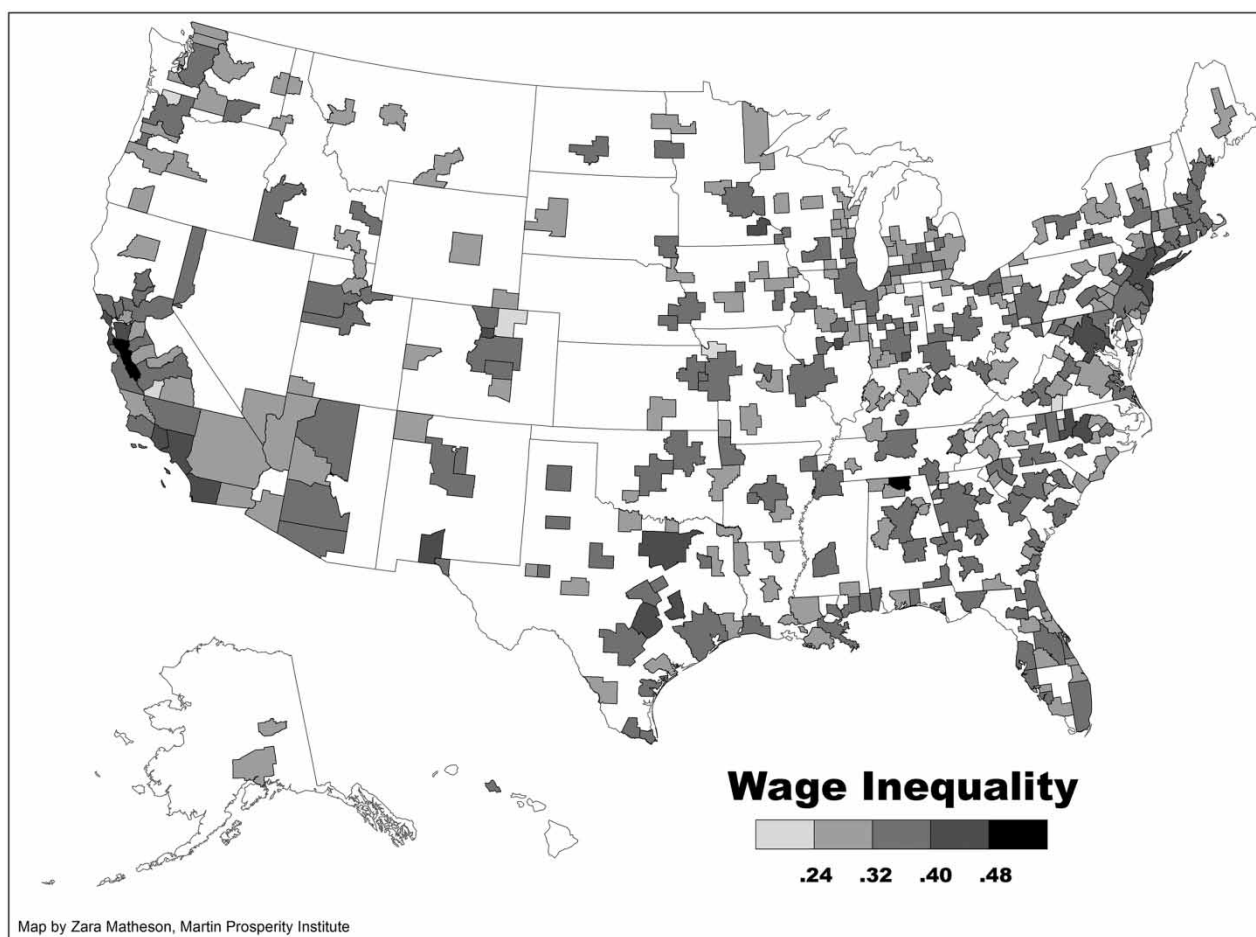 Wage Inequality
.24 .32 .40 .48
Map by Zara Matheson, Martin Prosperity Institute